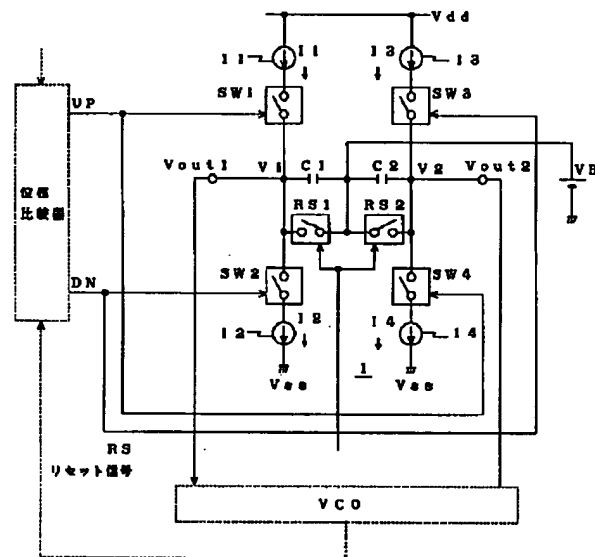 Vdd
11 I1 I3 13
SW1 SW3
UP
Vout1 V1 C1 C2 V2 Vout2
VB
位相
比較器
RS1 RS2
DN
SW2 SW4
12 I2 I4 14
Vss 1 Vss
RS
リセット信号
VCO